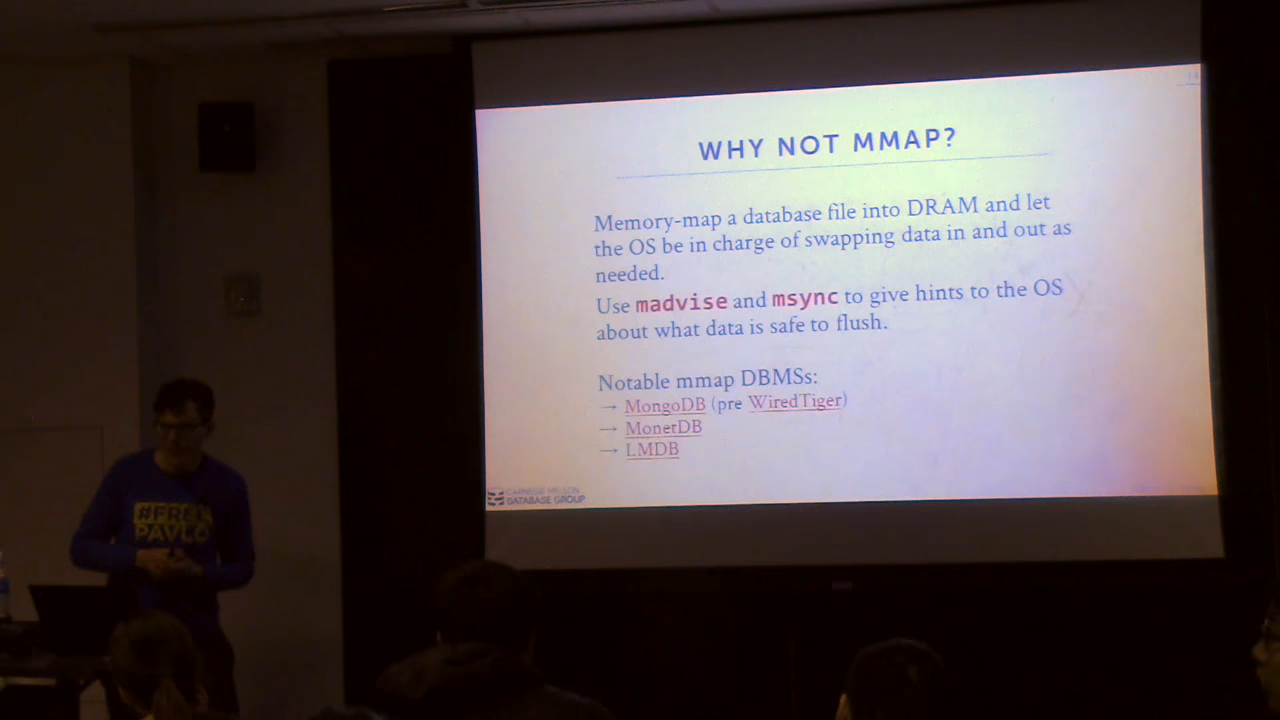 WHY NOT MMAP?
Memory-map a database file into DRAM and let
the OS be in charge of swapping data in and out as
needed.
Use madvise and msync to give hints to the OS
about what data is safe to flush.
Notable mmap DBMSs:
→ MongoDB (pre WiredTiger)
→ MonetDB
→ LMDB
CARNEGIE MELLON
DATABASE GROUP
#FREE
PAVLO